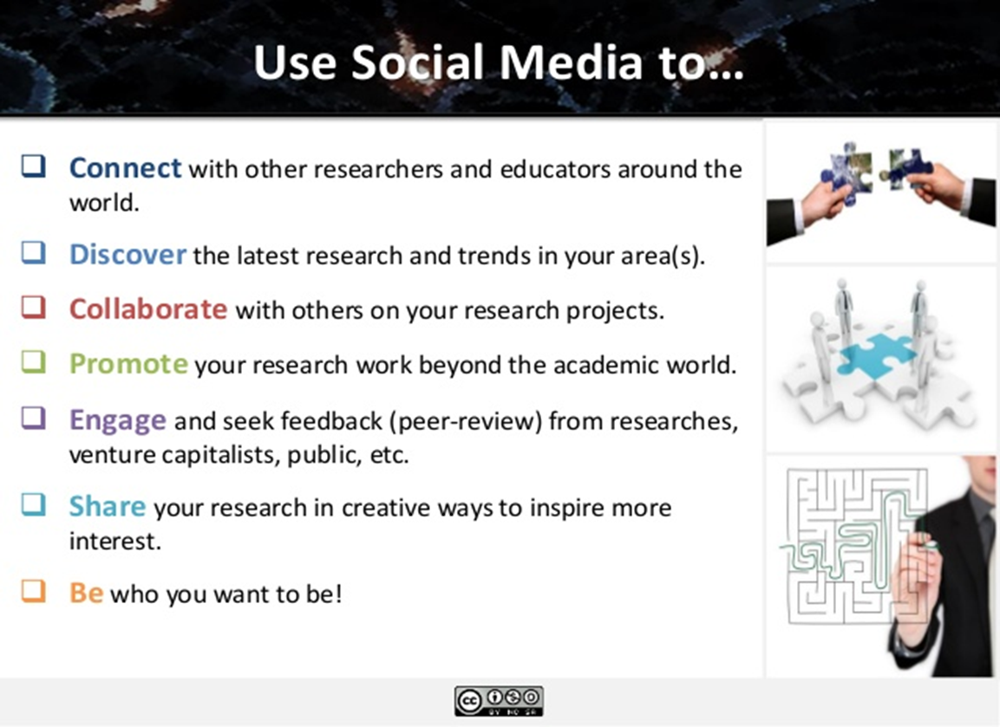 Use Social Media to...
Connect with other researchers and educators around the
world.
Discover the latest research and trends in your area(s).
Collaborate with others on your research projects.
Promote your research work beyond the academic world.
Engage and seek feedback (peer-review) from researches,
venture capitalists, public, etc.
Share your research in creative ways to inspire more
interest.
Be who you want to be!
cc
BY NC SA